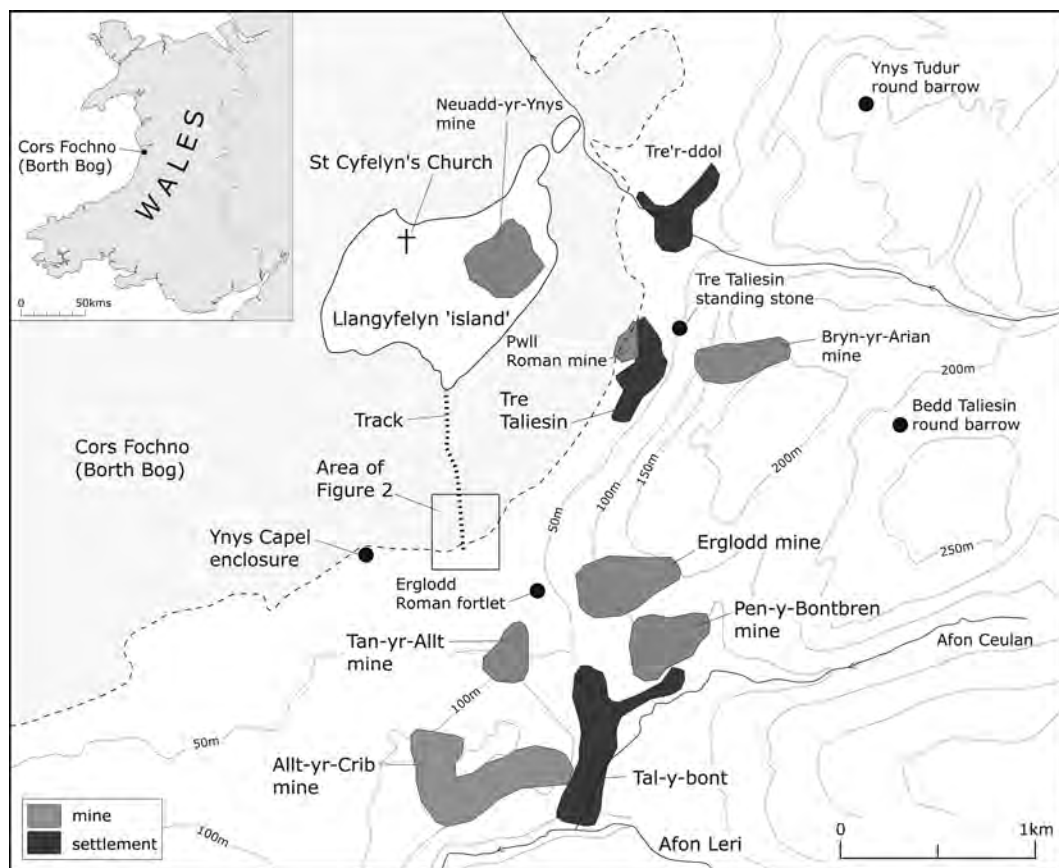 Cors Fochno
(Borth Bog)
WALES
0
50kms
Ynys Tudur
round barrow
Neuadd-yr-Ynys
mine
St Cyfelyn's Church
Tre'r-ddol
Llangyfelyn 'island'
Tre Taliesin
standing stone
Pwll
Roman mine
Bryn-yr-Arian
mine
200m
Tre
Taliesin
Bedd Taliesin
round barrow
Track
Cors Fochno
(Borth Bog)
Area of
Figure 2
50m
100m
150m
200m
250m
Ynys Capel
enclosure
Erglodd mine
Erglodd
Roman fortlet
Pen-y-Bontbren
mine
Tan-yr-Allt
mine
Afon Ceulan
100m
50m
Allt-yr-Crib
mine
Tal-y-bont
mine
settlement
100m
Afon Leri
0
1km